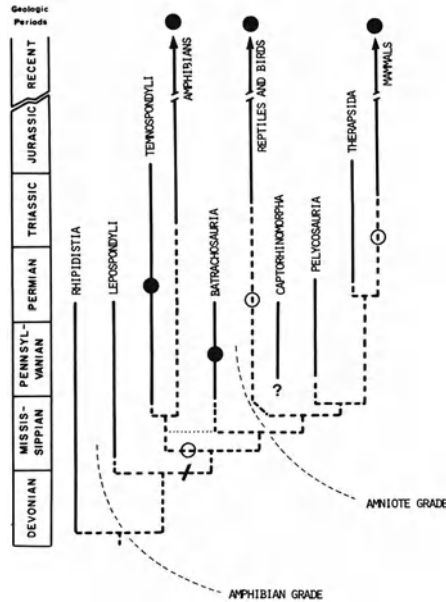 Geologic
Periods
RECENT
JURASSIC
TRIASSIC
PERMIAN
PENNSYL-
VANIAN
MISSIS-
SIPPIAN
DEVONIAN
RHIPIDISTIA
LEPOSPONDYLI
TEMNOSPONDYLI
AMPHIBIANS
BATRACHOSAURIA
REPTILES AND BIRDS
CAPTORHINOMORPHA
?
PELYCOSAURIA
THERAPSIDA
MAMMALS
AMNIOTE GRADE
AMPHIBIAN GRADE